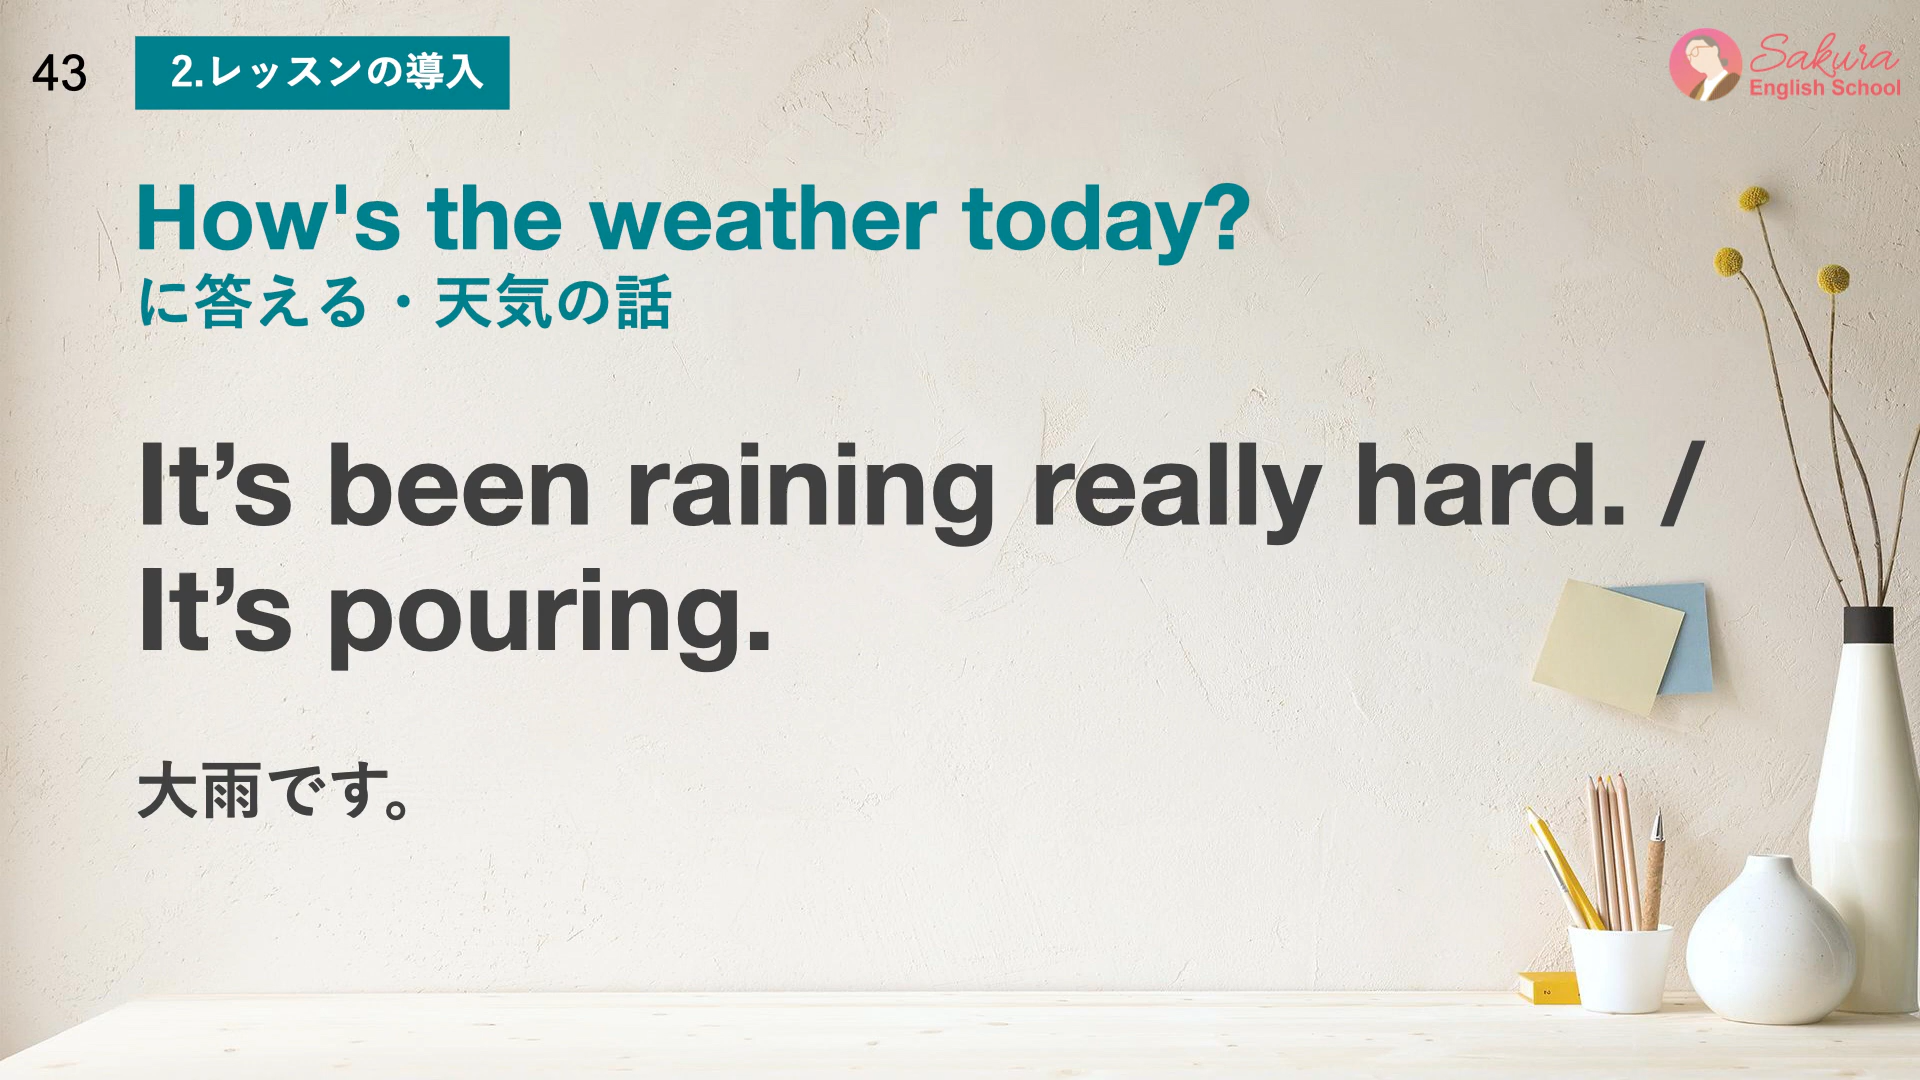 43
2.レッスンの導入
Sakura
English School
How's the weather today?
に答える・天気の話
It’s been raining really hard. /
It’s pouring.
大雨です。